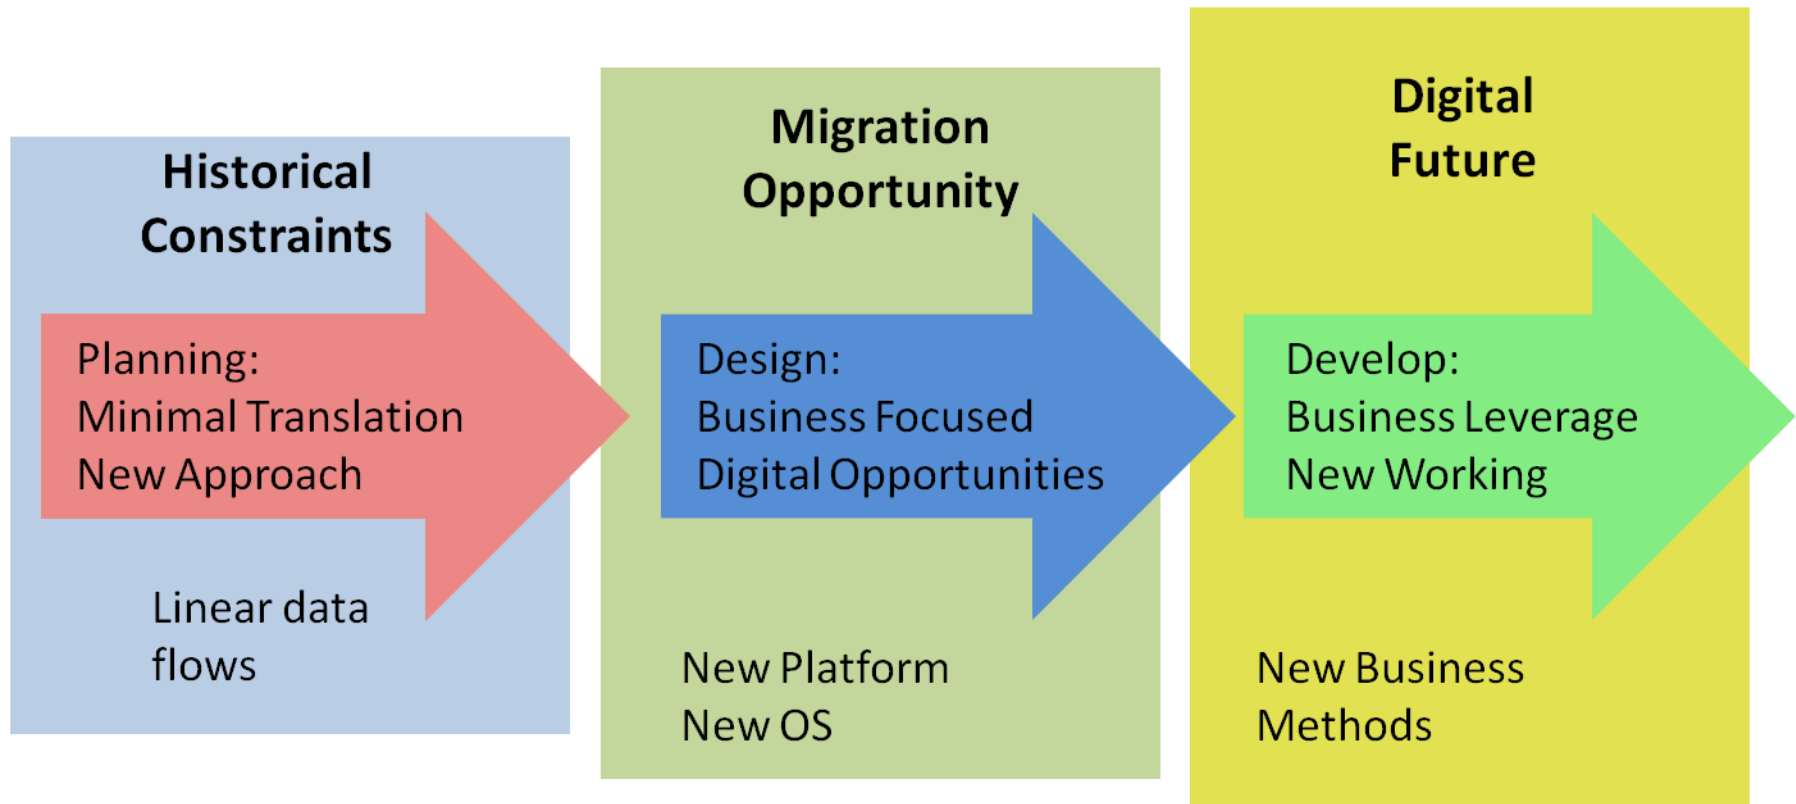 Historical
Constraints
Planning:
Minimal Translation
New Approach
Linear data
flows
Migration
Opportunity
Design:
Business Focused
Digital Opportunities
New Platform
New OS
Digital
Future
Develop:
Business Leverage
New Working
New Business
Methods